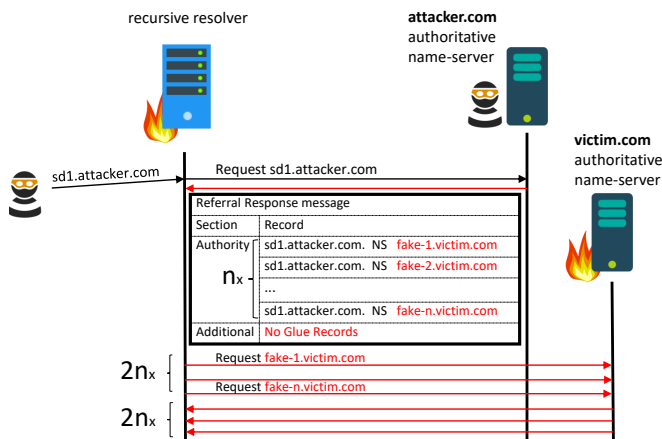 recursive resolver
attacker.com
authoritative
name-server
victim.com
authoritative
name-server
sd1.attacker.com
Request sd1.attacker.com
Referral Response message
Section Record
Authority sd1.attacker.com. NS fake-1.victim.com
sd1.attacker.com. NS fake-2.victim.com
nx
...
sd1.attacker.com. NS fake-n.victim.com
Additional No Glue Records
Request fake-1.victim.com
2nx
Request fake-n.victim.com
2nx